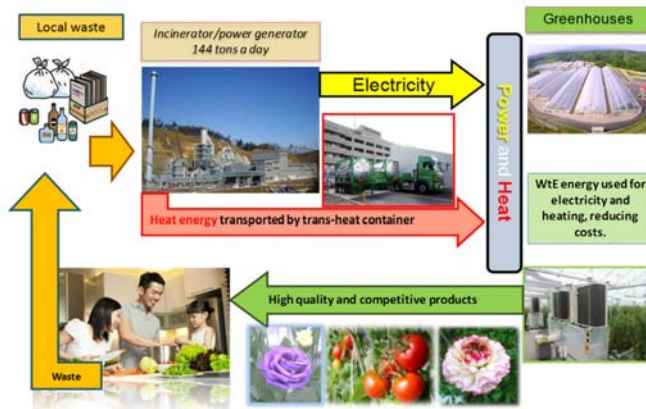 Local waste
Incinerator/power generator
144 tons a day
Greenhouses
Electricity
Power and Heat
Heat energy transported by trans-heat container
WtE energy used for
electricity and
heating, reducing
costs.
High quality and competitive products
Waste